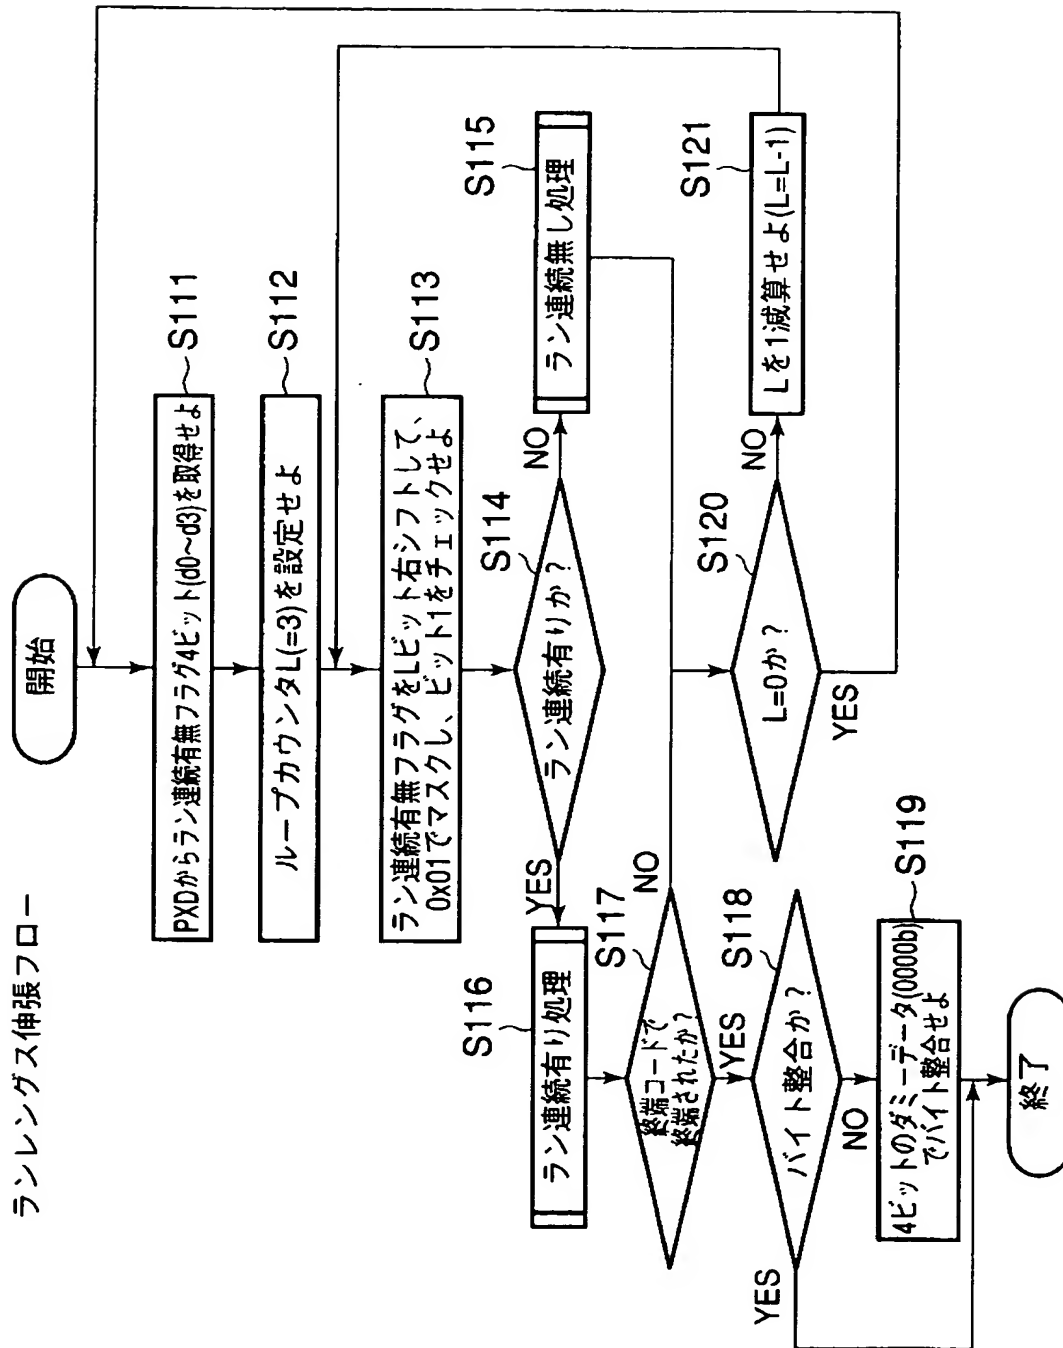 ランレングス伸張フロー
開始
PXDからラン連続有無フラグ4ビット(d0~d3)を取得せよ
S111
ループカウンタL(=3)を設定せよ
S112
ラン連続有無フラグをLビット右シフトして、
0x01でマスクし、ビット1をチェックせよ
S113
ラン連続有りか?
S114
NO
ラン連続無し処理
S115
YES
ラン連続有り処理
S116
終端コードで
終端されたか?
S117
NO
YES
バイト整合か?
S118
YES
NO
4ビットのダミーデータ(0000b)
でバイト整合せよ
S119
L=0か?
S120
NO
YES
Lを1減算せよ(L=L-1)
S121
終了